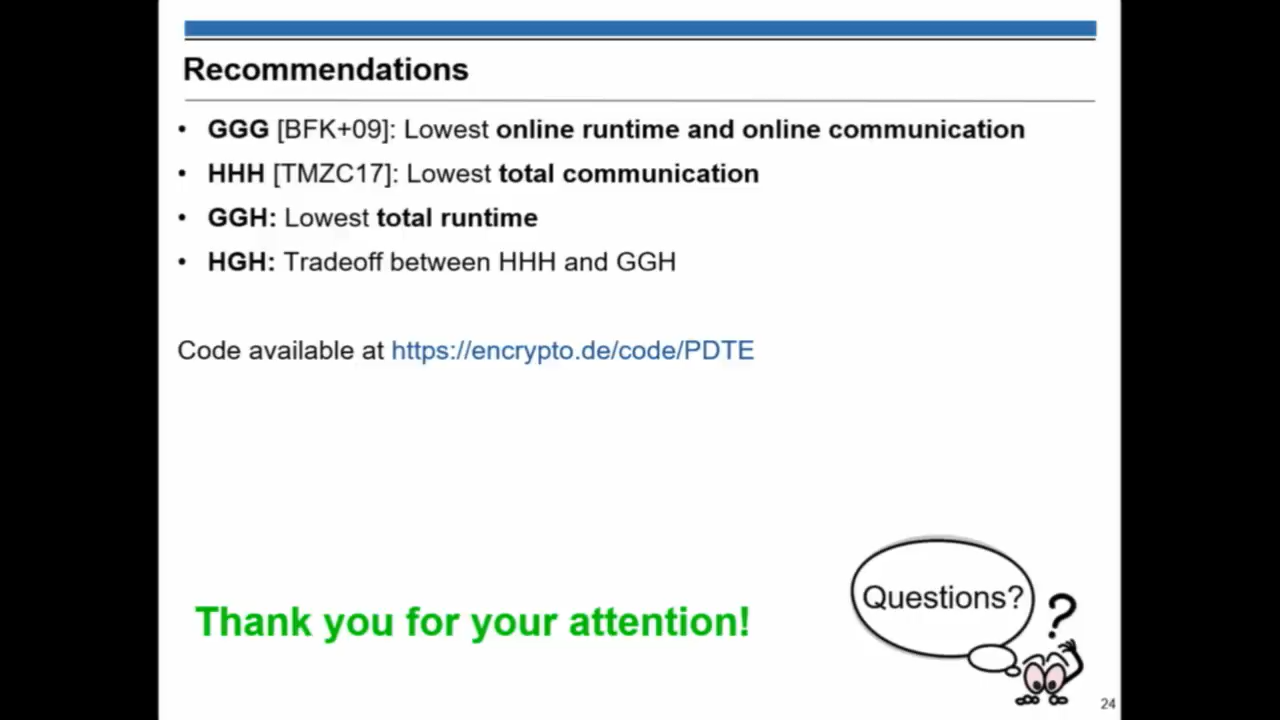 Recommendations
• GGG [BFK+09]: Lowest online runtime and online communication
• HHH [TMZC17]: Lowest total communication
• GGH: Lowest total runtime
• HGH: Tradeoff between HHH and GGH
Code available at https://encrypto.de/code/PDTE
Questions?
?
Thank you for your attention!
24